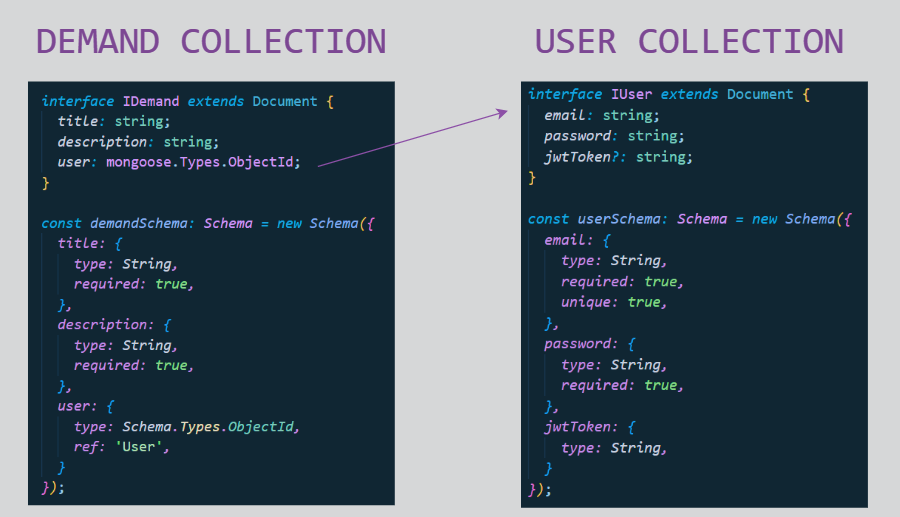 DEMAND COLLECTION
interface IDemand extends Document {
  title: string;
  description: string;
  user: mongoose.Types.ObjectId;
}

const demandSchema: Schema = new Schema({
  title: {
    type: String,
    required: true,
  },
  description: {
    type: String,
    required: true,
  },
  user: {
    type: Schema.Types.ObjectId,
    ref: 'User',
  }
});
USER COLLECTION
interface IUser extends Document {
  email: string;
  password: string;
  jwtToken?: string;
}

const userSchema: Schema = new Schema({
  email: {
    type: String,
    required: true,
    unique: true,
  },
  password: {
    type: String,
    required: true,
  },
  jwtToken: {
    type: String,
  }
});